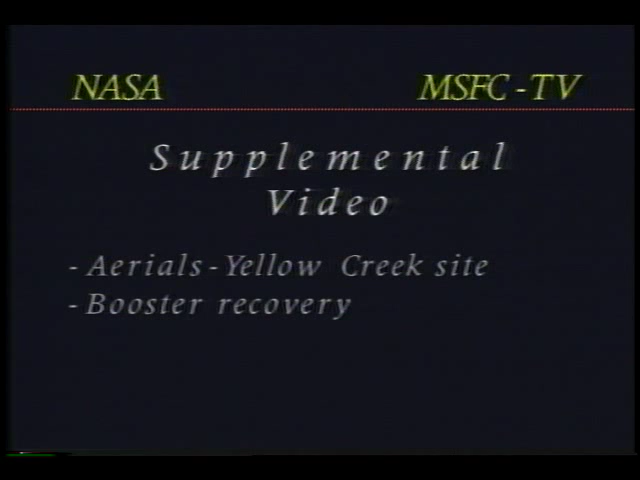 NASA MSFC-TV
Supplemental
Video
-Aerials-Yellow Creek site
-Booster recovery